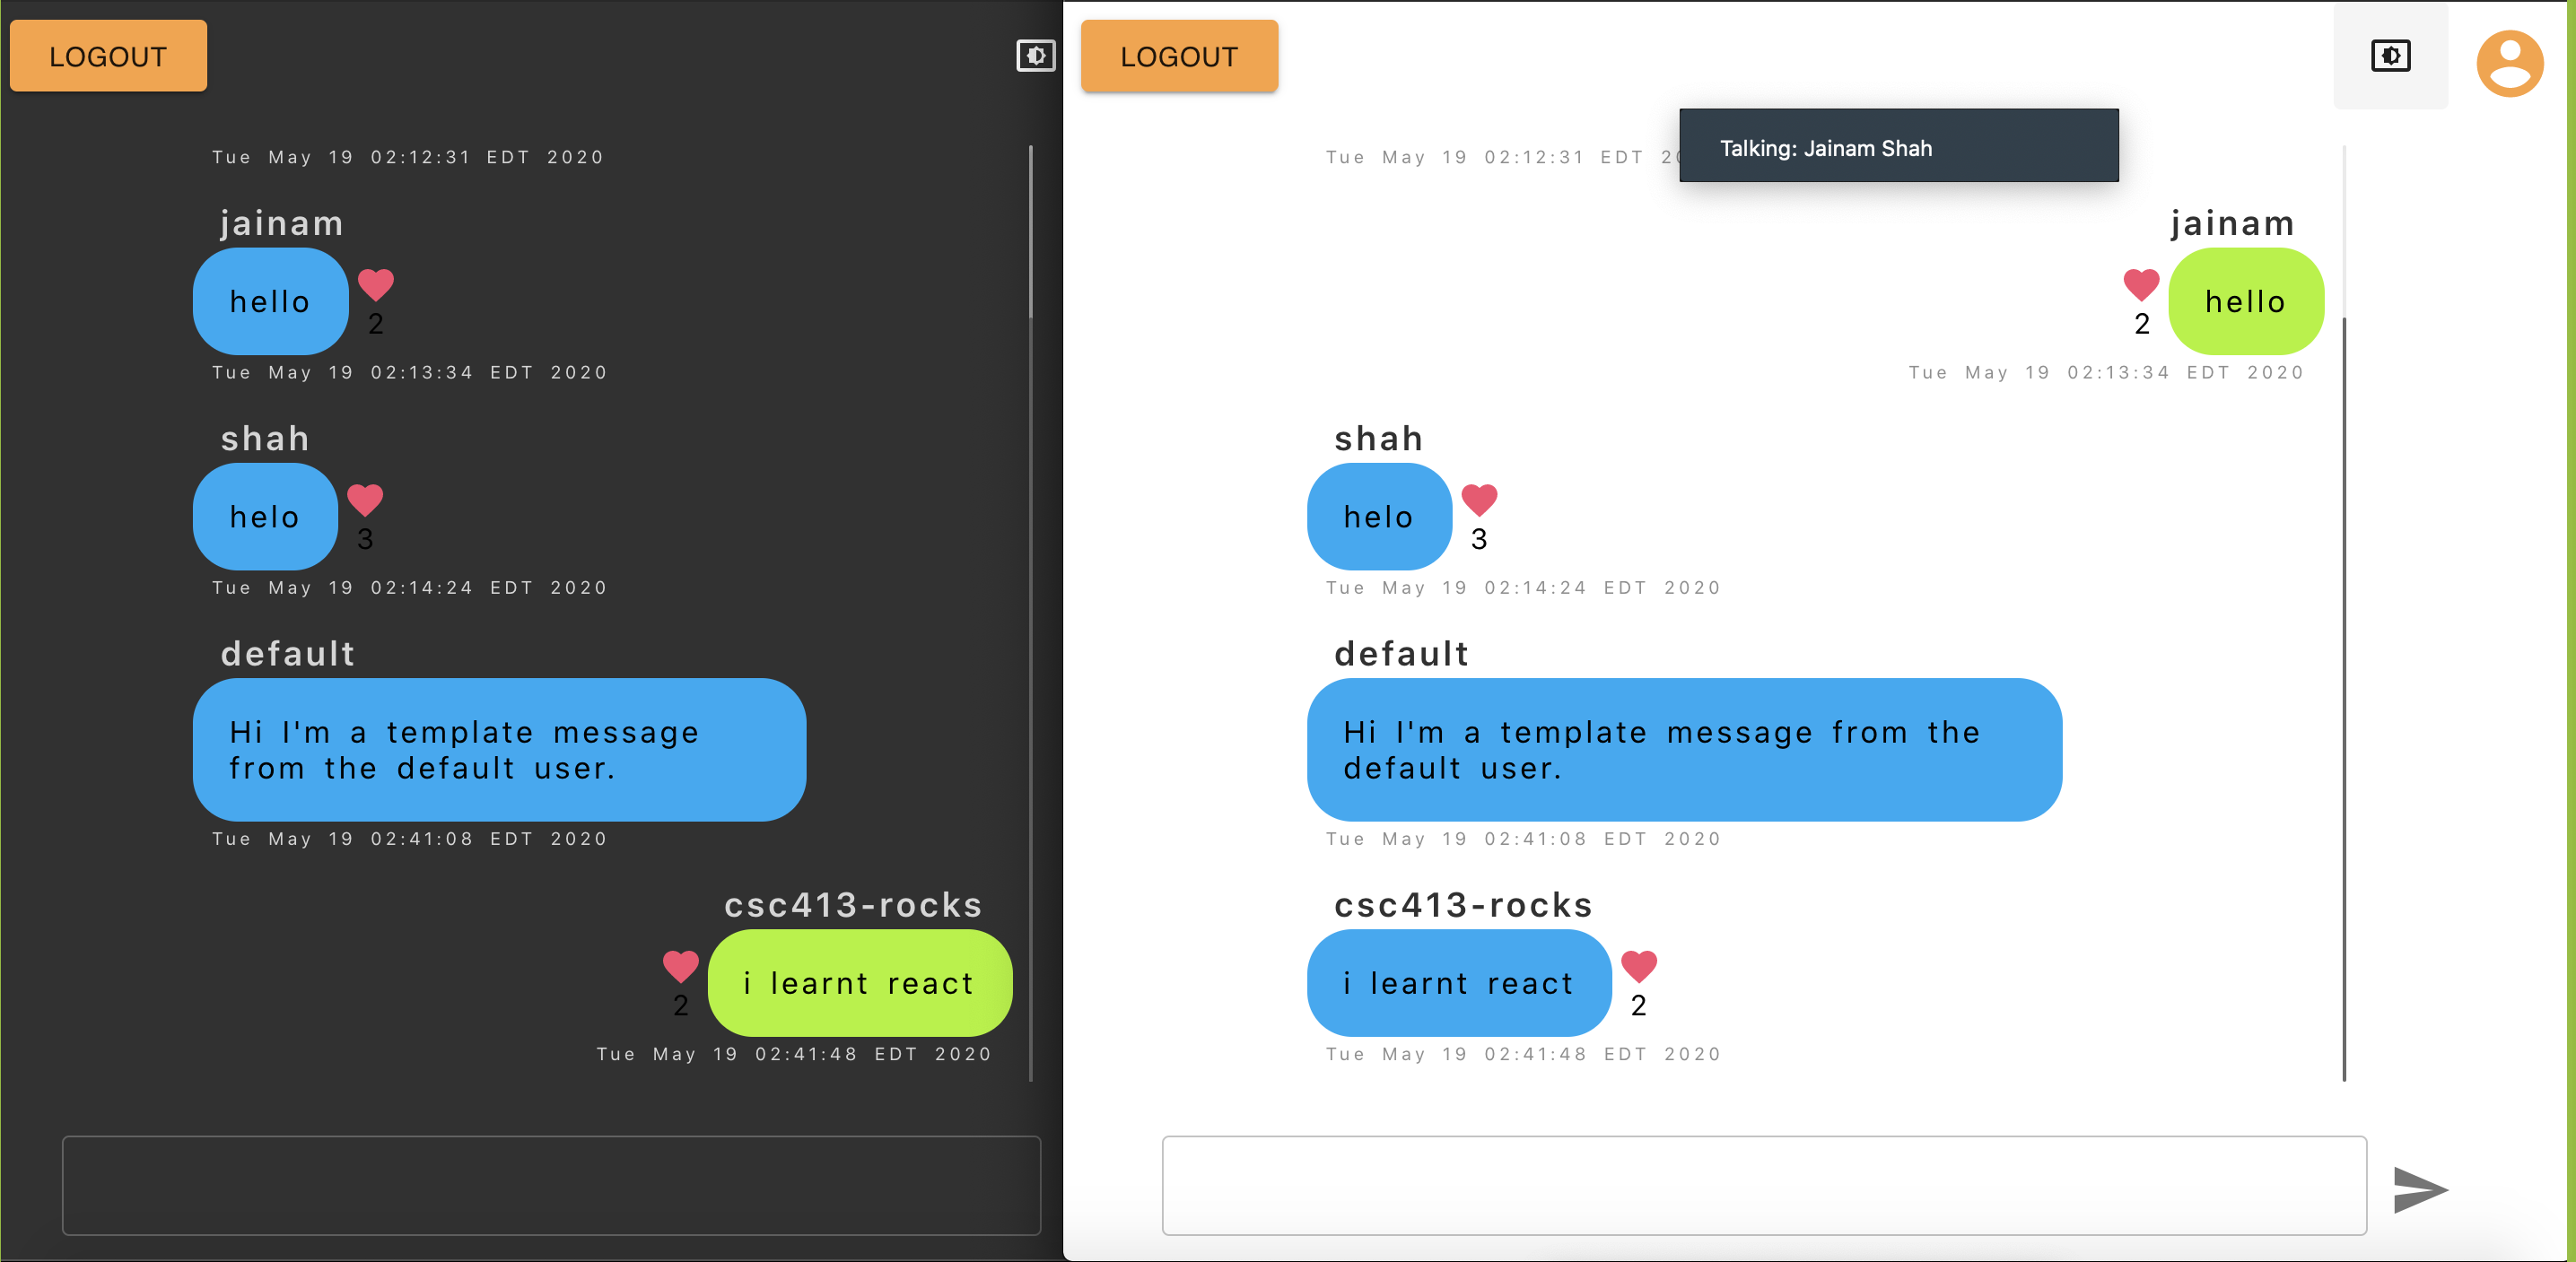 LOGOUT
Tue May 19 02:12:31 EDT 2020
jainam
hello
2
Tue May 19 02:13:34 EDT 2020
shah
helo
3
Tue May 19 02:14:24 EDT 2020
default
Hi I'm a template message
from the default user.
Tue May 19 02:41:08 EDT 2020
csc413-rocks
i learnt react
2
Tue May 19 02:41:48 EDT 2020
LOGOUT
Talking: Jainam Shah
Tue May 19 02:12:31 EDT
jainam
hello
2
Tue May 19 02:13:34 EDT 2020
shah
helo
3
Tue May 19 02:14:24 EDT 2020
default
Hi I'm a template message from the
default user.
Tue May 19 02:41:08 EDT 2020
csc413-rocks
i learnt react
2
Tue May 19 02:41:48 EDT 2020